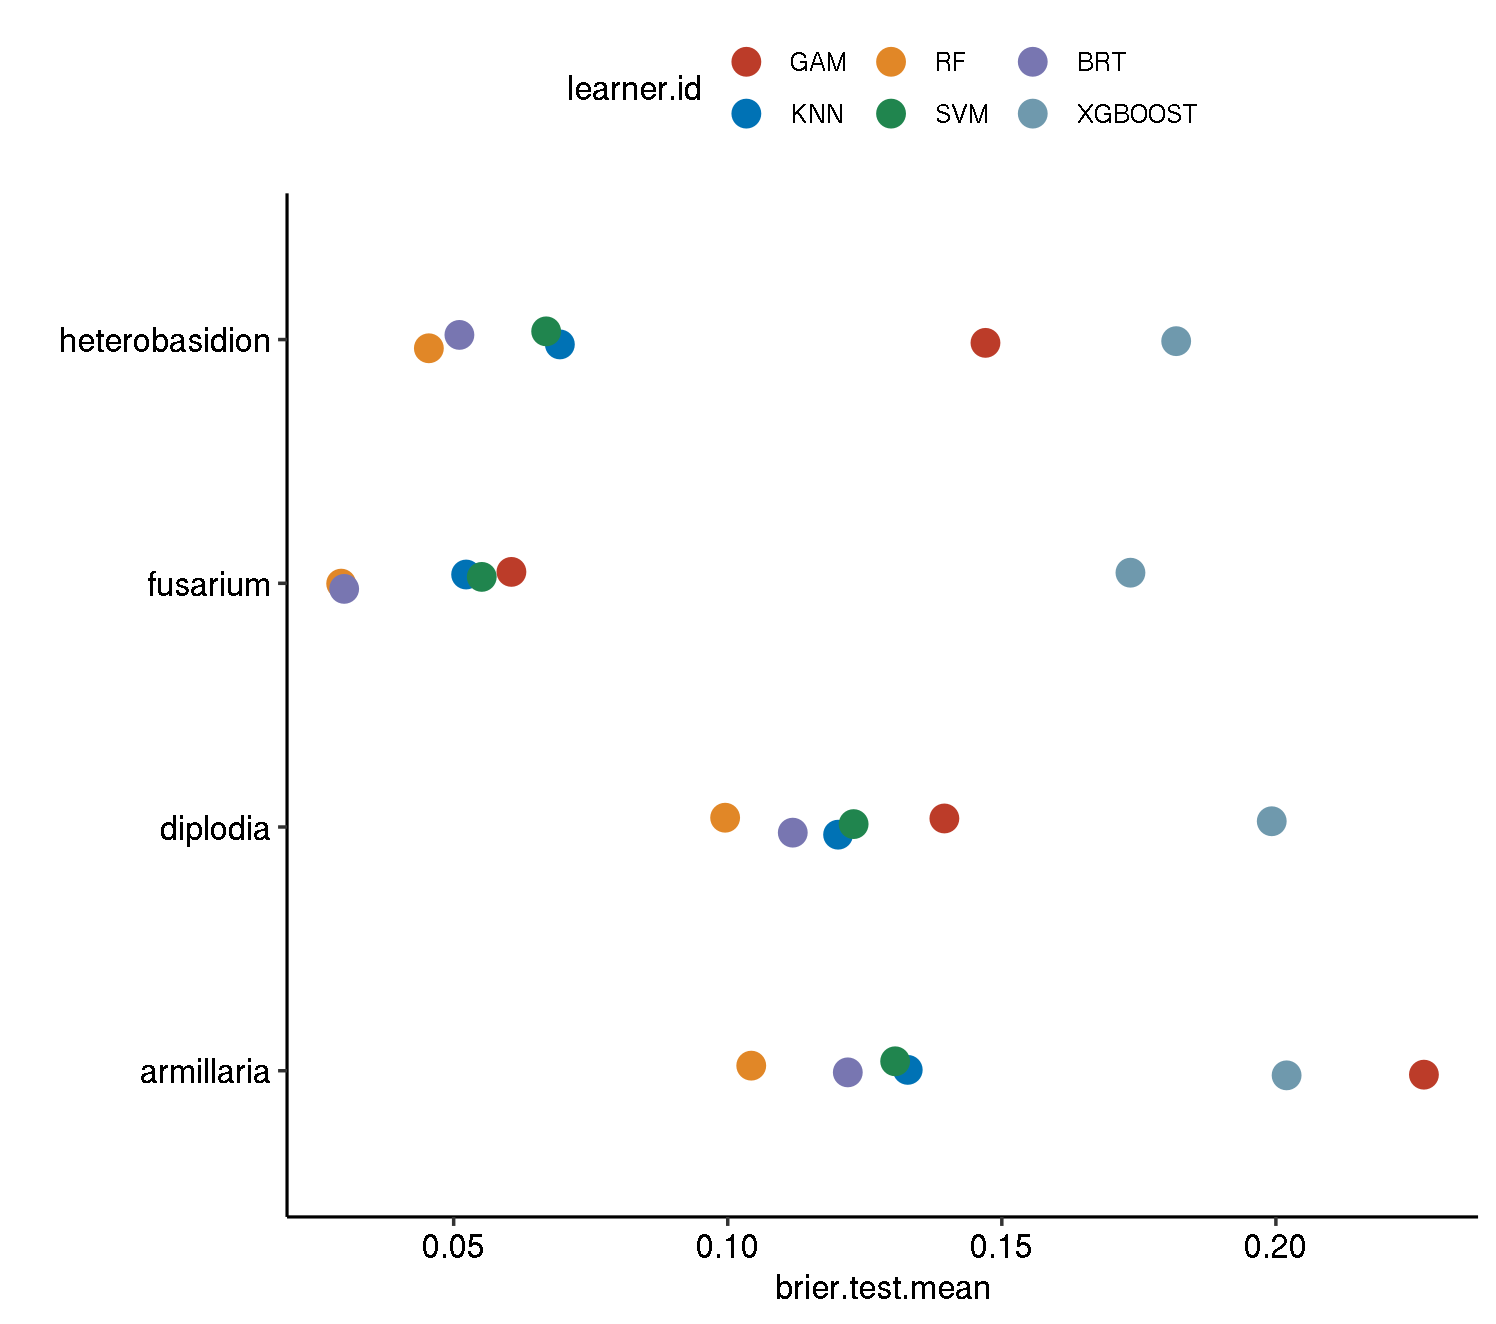 learner.id
GAM RF BRT
KNN SVM XGBOOST
heterobasidion
fusarium
diplodia
armillaria
0.05 0.10 0.15 0.20
brier.test.mean